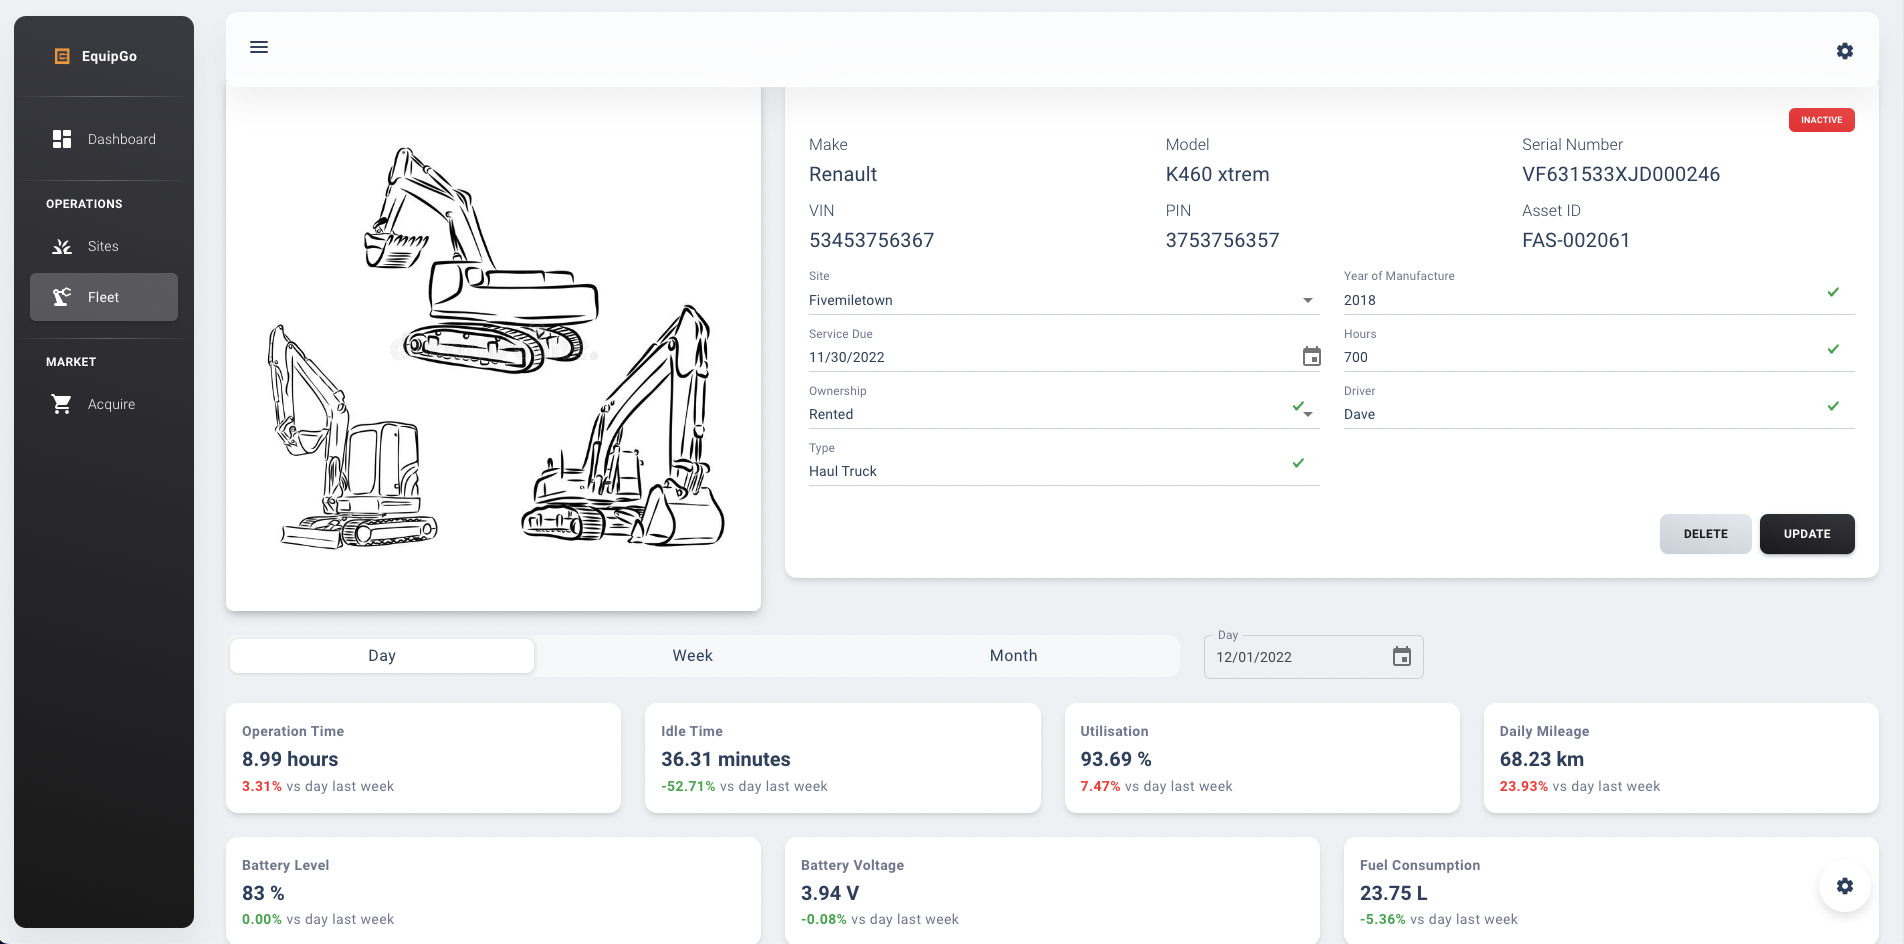 EquipGo
Dashboard
OPERATIONS
Sites
Fleet
MARKET
Acquire
INACTIVE
Make
Renault
Model
K460 xtrem
Serial Number
VF631533XJD000246
VIN
53453756367
PIN
3753756357
Asset ID
FAS-002061
Site
Fivemiletown
Year of Manufacture
2018
Service Due
11/30/2022
Hours
700
Ownership
Rented
Driver
Dave
Type
Haul Truck
DELETE
UPDATE
Day
Week
Month
Day
12/01/2022
Operation Time
8.99 hours
3.31% vs day last week
Idle Time
36.31 minutes
-52.71% vs day last week
Utilisation
93.69 %
7.47% vs day last week
Daily Mileage
68.23 km
23.93% vs day last week
Battery Level
83 %
0.00% vs day last week
Battery Voltage
3.94 V
-0.08% vs day last week
Fuel Consumption
23.75 L
-5.36% vs day last week